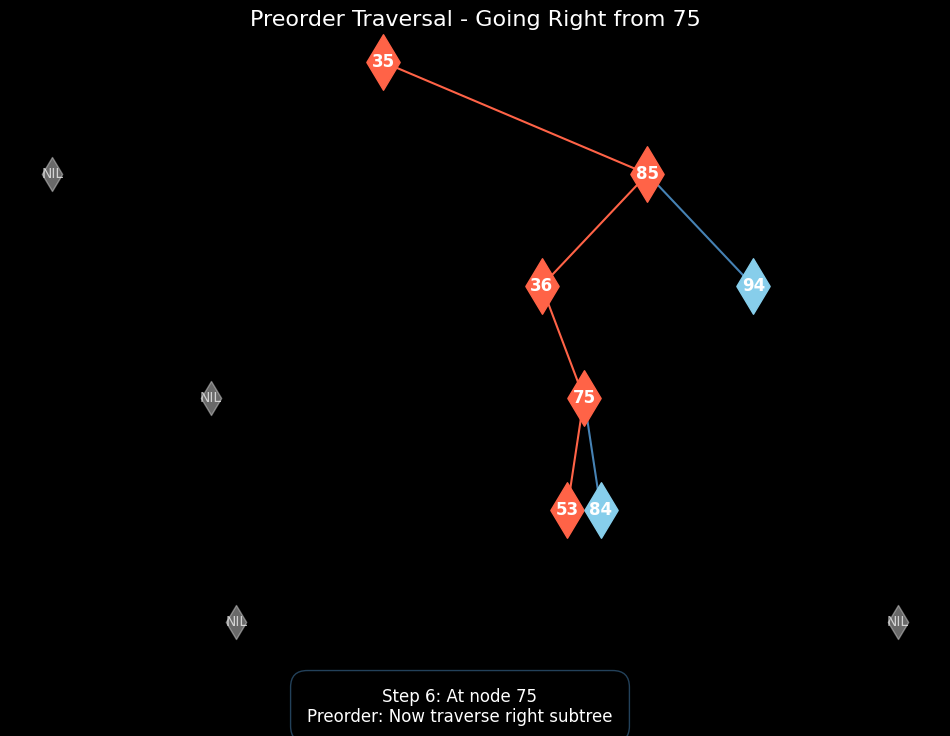 Preorder Traversal - Going Right from 75
35
NIL
85
36
94
NIL
75
53
84
NIL
NIL
Step 6: At node 75
Preorder: Now traverse right subtree